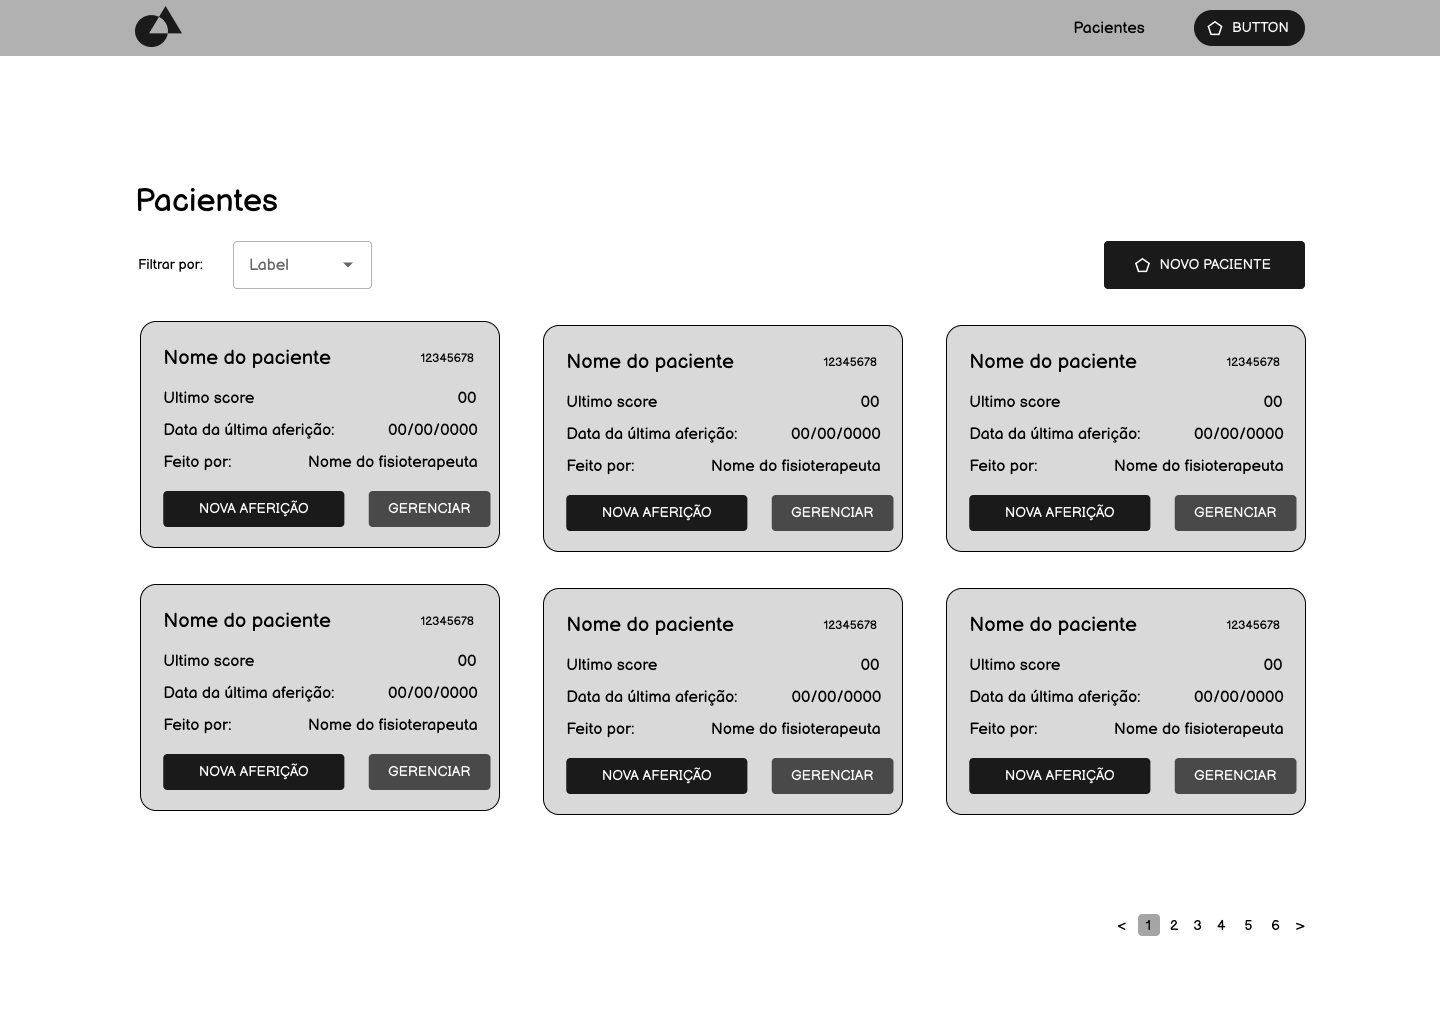 Pacientes
BUTTON
Pacientes
Filtrar por:
Label
NOVO PACIENTE
Nome do paciente 12345678
Ultimo score 00
Data da última aferição: 00/00/0000
Feito por: Nome do fisioterapeuta
NOVA AFERIÇÃO GERENCIAR
Nome do paciente 12345678
Ultimo score 00
Data da última aferição: 00/00/0000
Feito por: Nome do fisioterapeuta
NOVA AFERIÇÃO GERENCIAR
Nome do paciente 12345678
Ultimo score 00
Data da última aferição: 00/00/0000
Feito por: Nome do fisioterapeuta
NOVA AFERIÇÃO GERENCIAR
Nome do paciente 12345678
Ultimo score 00
Data da última aferição: 00/00/0000
Feito por: Nome do fisioterapeuta
NOVA AFERIÇÃO GERENCIAR
Nome do paciente 12345678
Ultimo score 00
Data da última aferição: 00/00/0000
Feito por: Nome do fisioterapeuta
NOVA AFERIÇÃO GERENCIAR
Nome do paciente 12345678
Ultimo score 00
Data da última aferição: 00/00/0000
Feito por: Nome do fisioterapeuta
NOVA AFERIÇÃO GERENCIAR
< 1 2 3 4 5 6 >